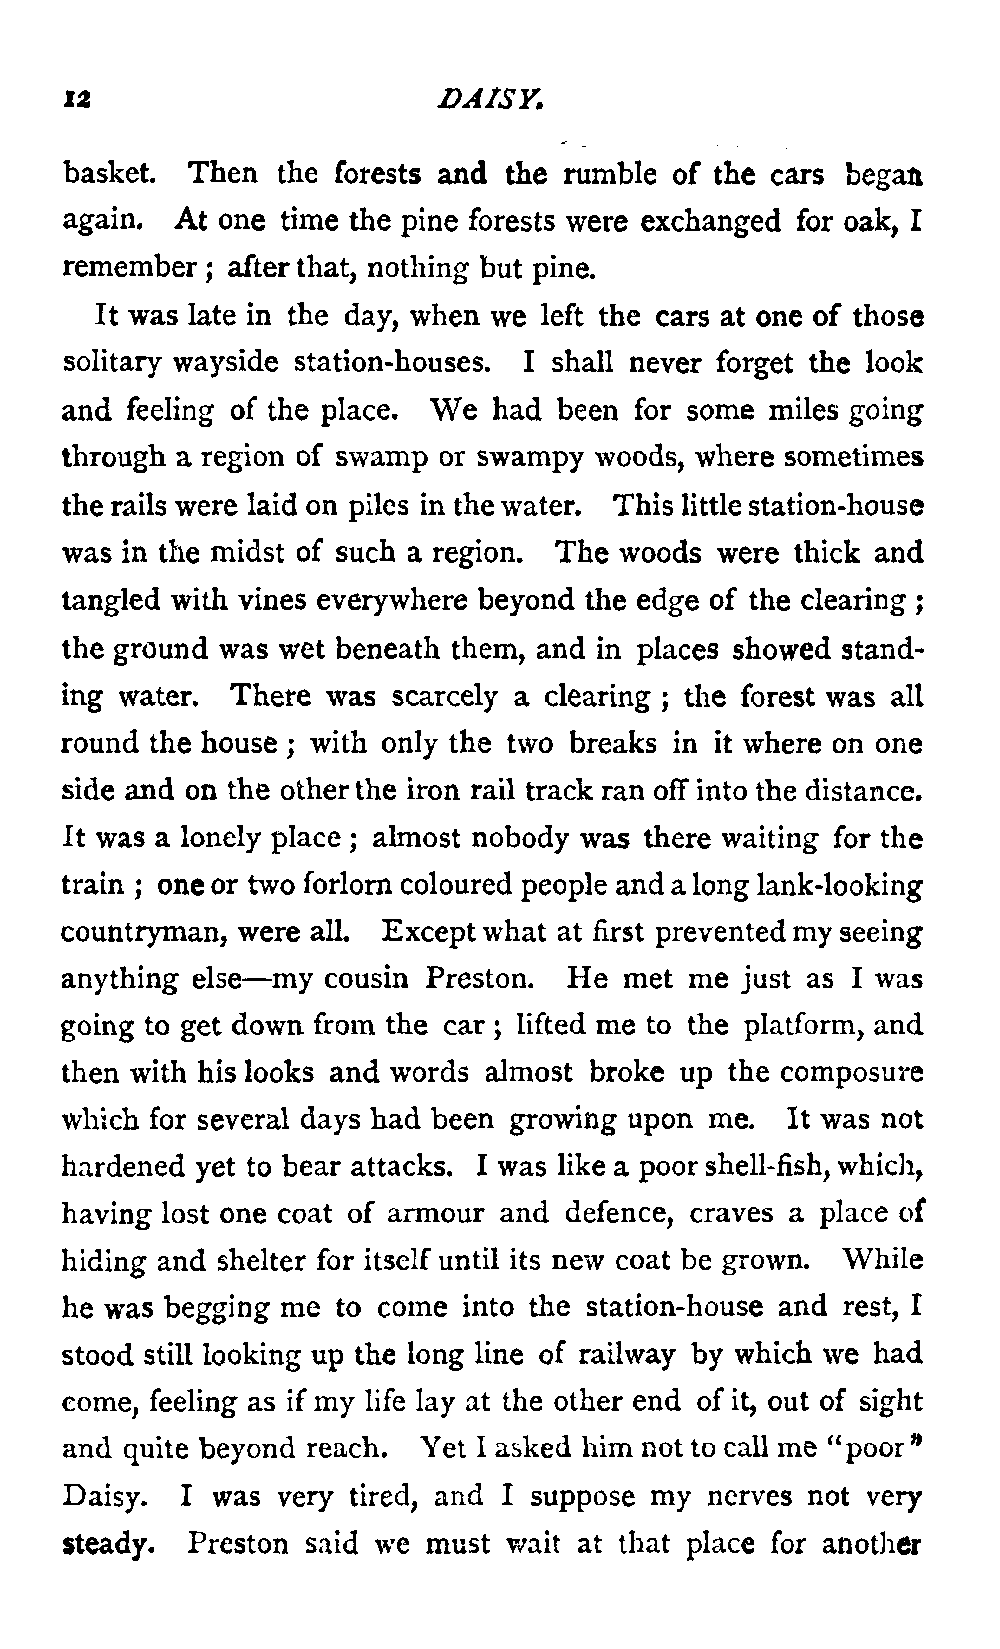 12 DAISY.
basket. Then the forests and the rumble of the cars began
again. At one time the pine forests were exchanged for oak, I
remember ; after that, nothing but pine.
It was late in the day, when we left the cars at one of those
solitary wayside station-houses. I shall never forget the look
and feeling of the place. We had been for some miles going
through a region of swamp or swampy woods, where sometimes
the rails were laid on piles in the water. This little station-house
was in the midst of such a region. The woods were thick and
tangled with vines everywhere beyond the edge of the clearing ;
the ground was wet beneath them, and in places showed stand-
ing water. There was scarcely a clearing ; the forest was all
round the house ; with only the two breaks in it where on one
side and on the other the iron rail track ran off into the distance.
It was a lonely place ; almost nobody was there waiting for the
train ; one or two forlorn coloured people and a long lank-looking
countryman, were all. Except what at first prevented my seeing
anything else—my cousin Preston. He met me just as I was
going to get down from the car ; lifted me to the platform, and
then with his looks and words almost broke up the composure
which for several days had been growing upon me. It was not
hardened yet to bear attacks. I was like a poor shell-fish, which,
having lost one coat of armour and defence, craves a place of
hiding and shelter for itself until its new coat be grown. While
he was begging me to come into the station-house and rest, I
stood still looking up the long line of railway by which we had
come, feeling as if my life lay at the other end of it, out of sight
and quite beyond reach. Yet I asked him not to call me "poor"
Daisy. I was very tired, and I suppose my nerves not very
steady. Preston said we must wait at that place for another